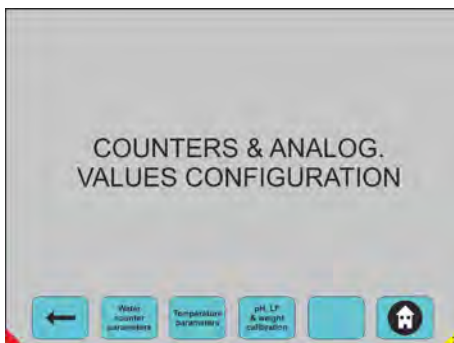 COUNTERS & ANALOG.
VALUES CONFIGURATION
Water
counter
parameters
Temperature
parameters
pH, LF
& weight
calibration